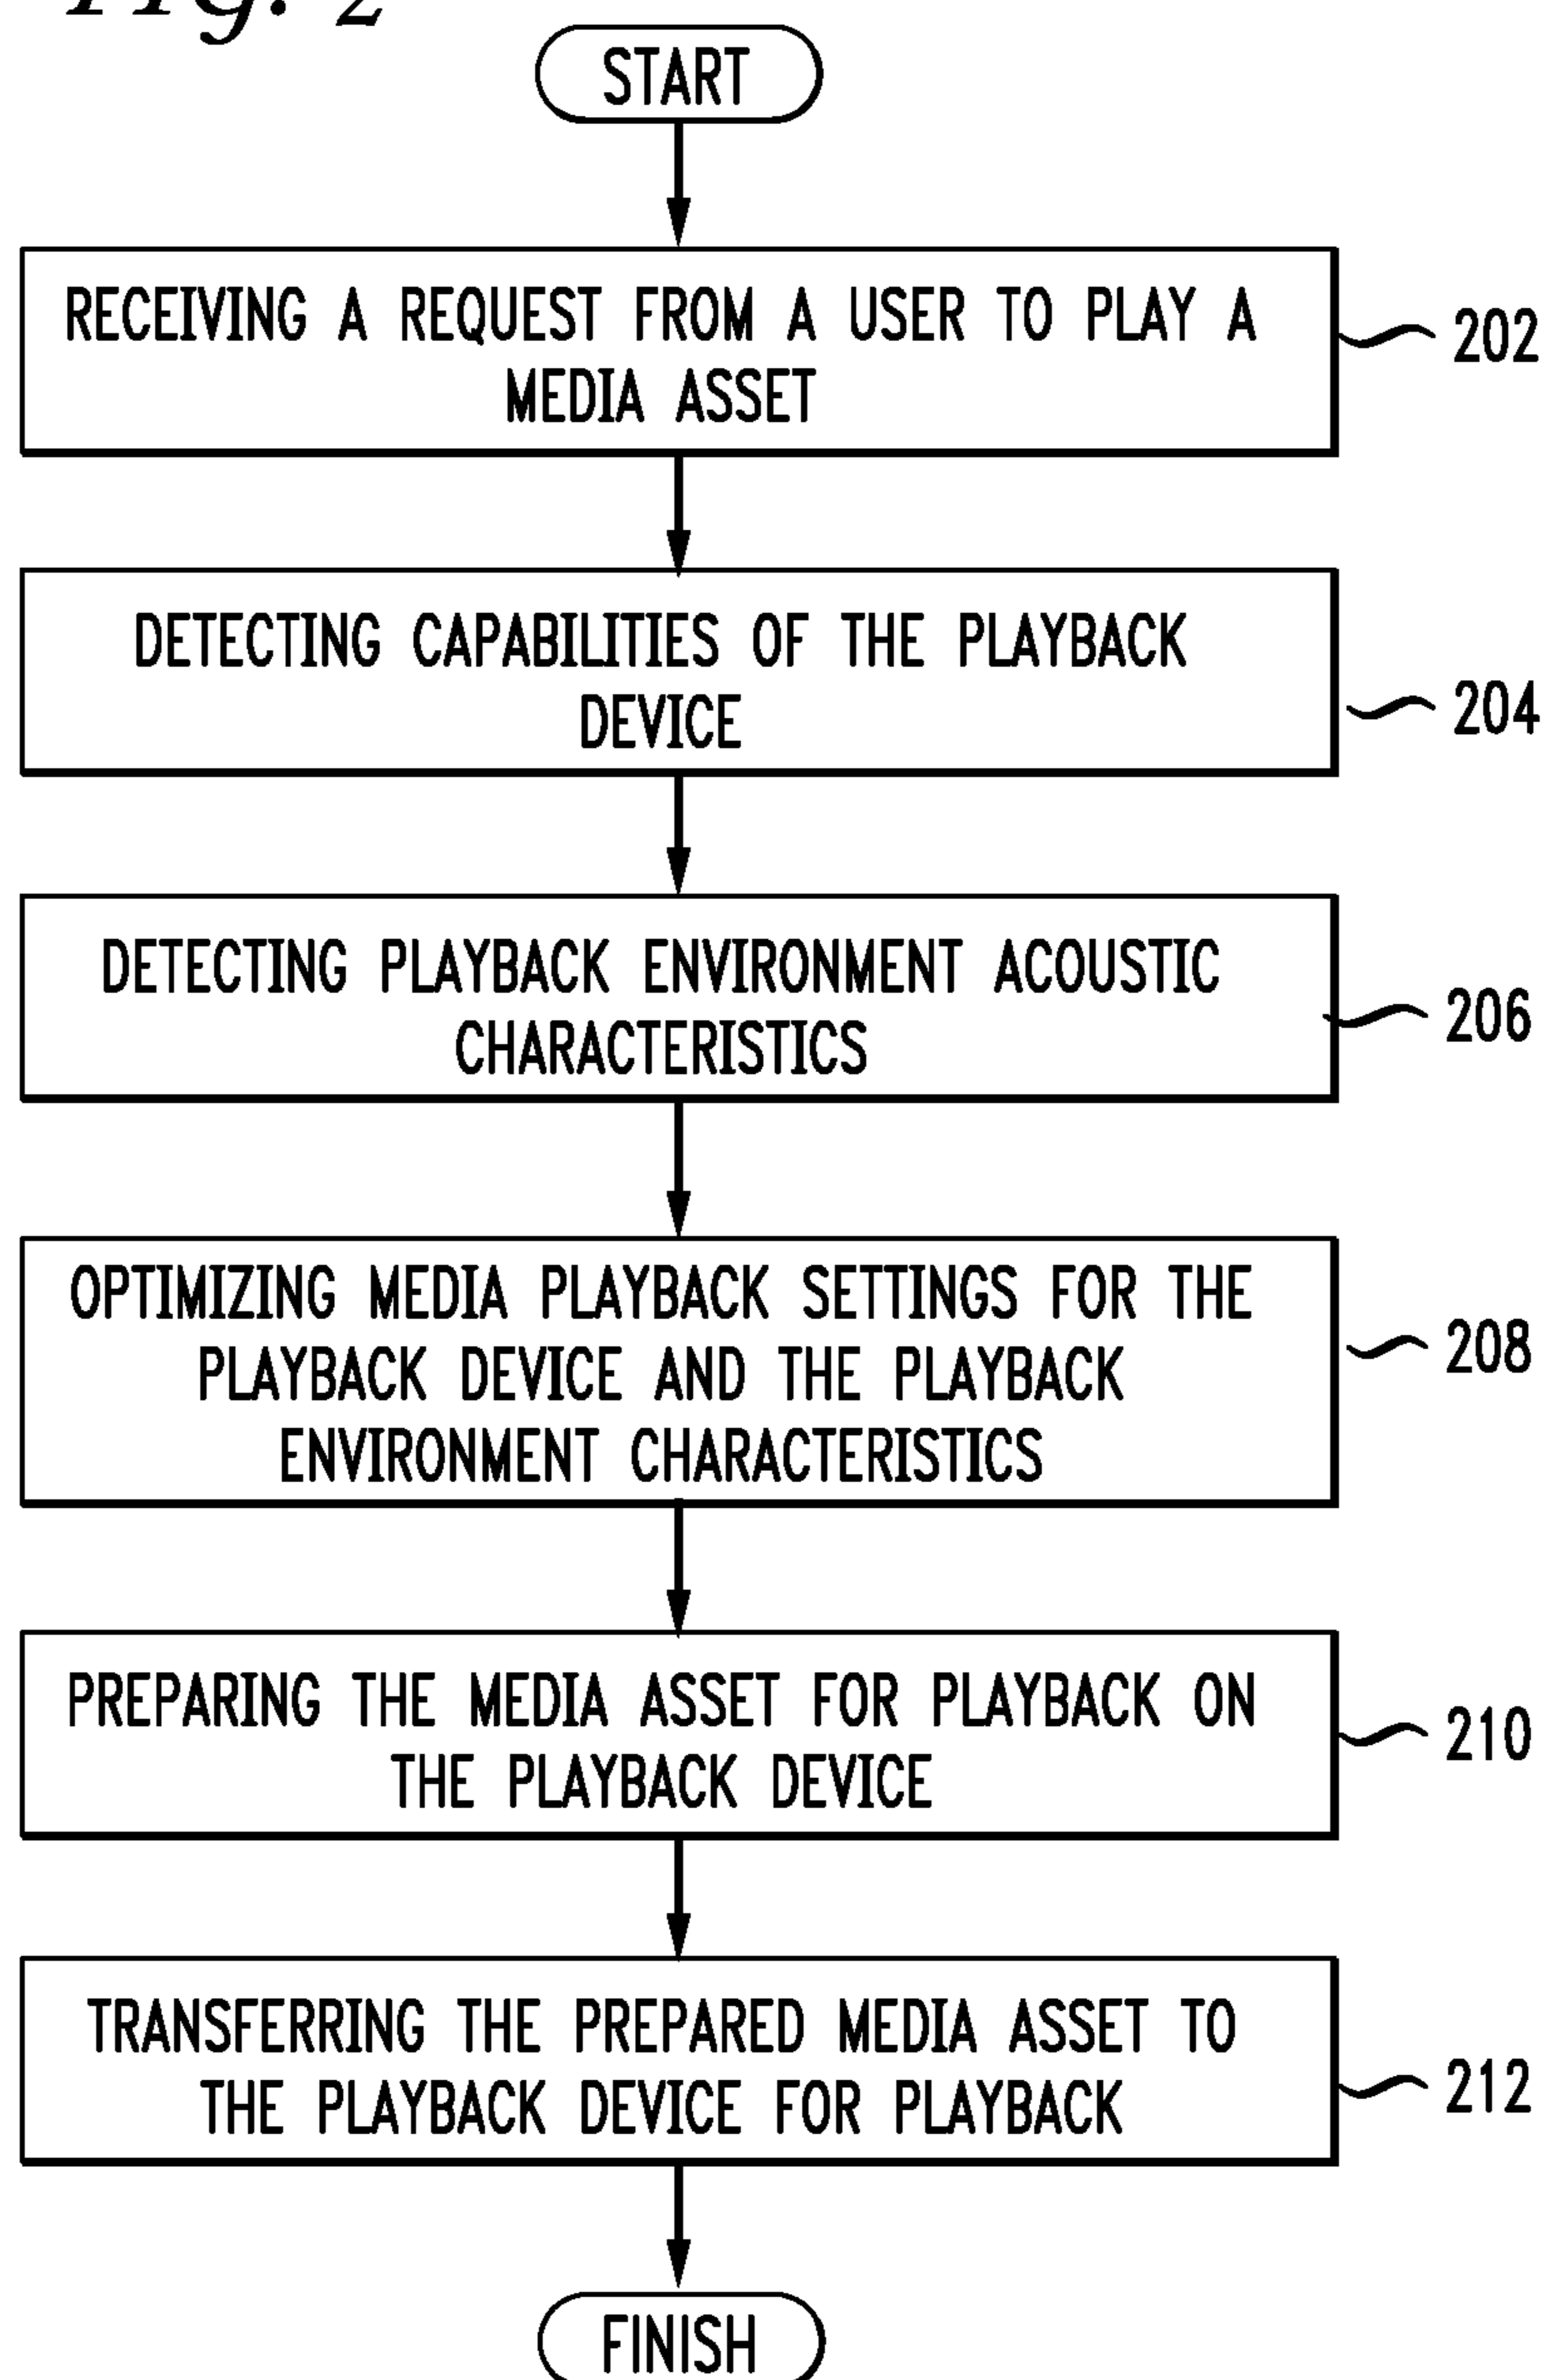 FIG. 2
START
RECEIVING A REQUEST FROM A USER TO PLAY A
MEDIA ASSET
202
DETECTING CAPABILITIES OF THE PLAYBACK
DEVICE
204
DETECTING PLAYBACK ENVIRONMENT ACOUSTIC
CHARACTERISTICS
206
OPTIMIZING MEDIA PLAYBACK SETTINGS FOR THE
PLAYBACK DEVICE AND THE PLAYBACK
ENVIRONMENT CHARACTERISTICS
208
PREPARING THE MEDIA ASSET FOR PLAYBACK ON
THE PLAYBACK DEVICE
210
TRANSFERRING THE PREPARED MEDIA ASSET TO
THE PLAYBACK DEVICE FOR PLAYBACK
212
FINISH